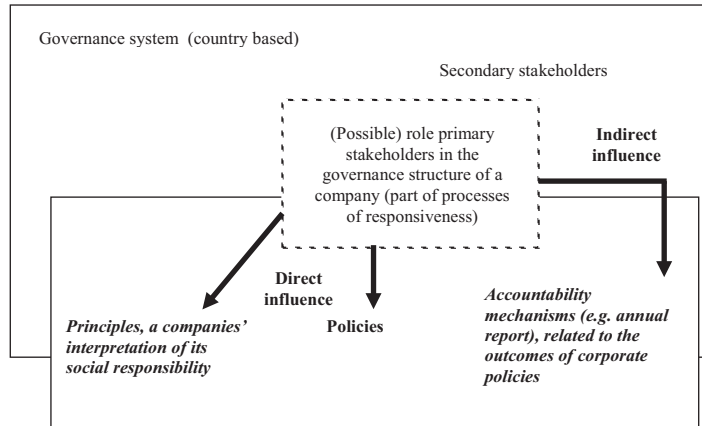 Governance system (country based)
Secondary stakeholders
(Possible) role primary
stakeholders in the
governance structure of a
company (part of processes
of responsiveness)
Indirect
influence
Direct
influence
Principles, a companies’
interpretation of its
social responsibility
Policies
Accountability
mechanisms (e.g. annual
report), related to the
outcomes of corporate
policies